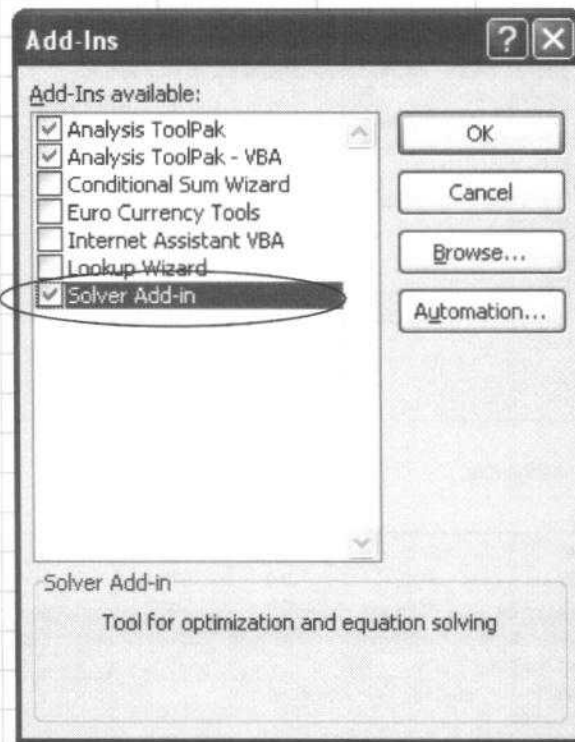 Add-Ins
Add-Ins available:
Analysis ToolPak
Analysis ToolPak - VBA
Conditional Sum Wizard
Euro Currency Tools
Internet Assistant VBA
Lookup Wizard
Solver Add-in
OK
Cancel
Browse...
Automation...
Solver Add-in
Tool for optimization and equation solving